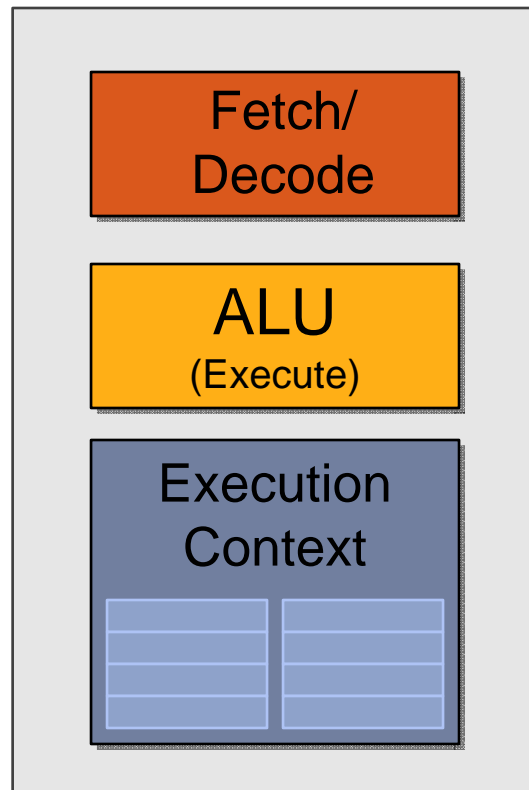 Fetch/
Decode
ALU
(Execute)
Execution
Context